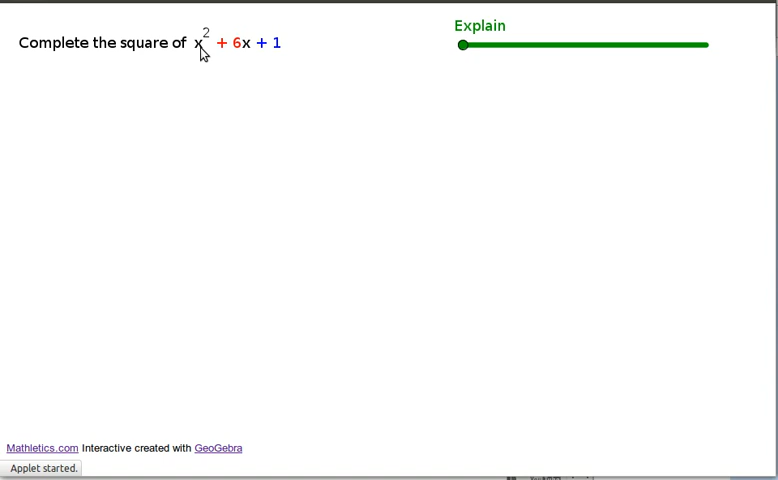 Complete the square of x² + 6x + 1
Explain
Mathletics.com Interactive created with GeoGebra
Applet started.